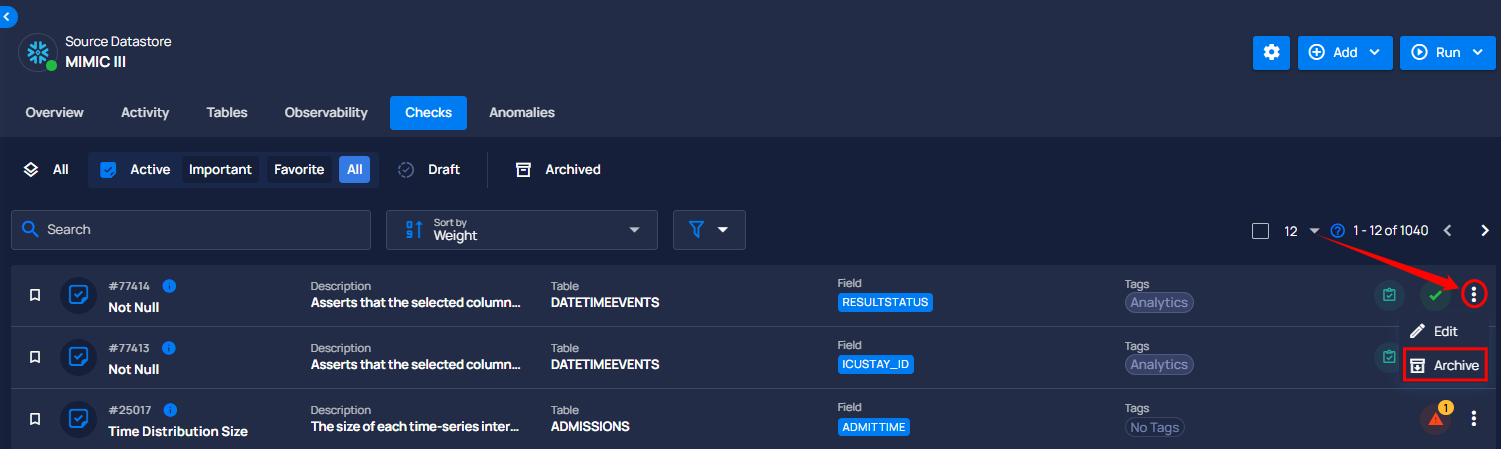 Source Datastore
MIMIC III
Add
Run
Overview Activity Tables Observability Checks Anomalies
All Active Important Favorite All Draft Archived
Search
Sort by
Weight
12 1 - 12 of 1040
#77414
Not Null
Description
Asserts that the selected column...
Table
DATETIMEEVENTS
Field
RESULTSTATUS
Tags
Analytics
Edit
Archive
#77413
Not Null
Description
Asserts that the selected column...
Table
DATETIMEEVENTS
Field
ICUSTAY_ID
Tags
Analytics
#25017
Time Distribution Size
Description
The size of each time-series inter...
Table
ADMISSIONS
Field
ADMITTIME
Tags
No Tags
1